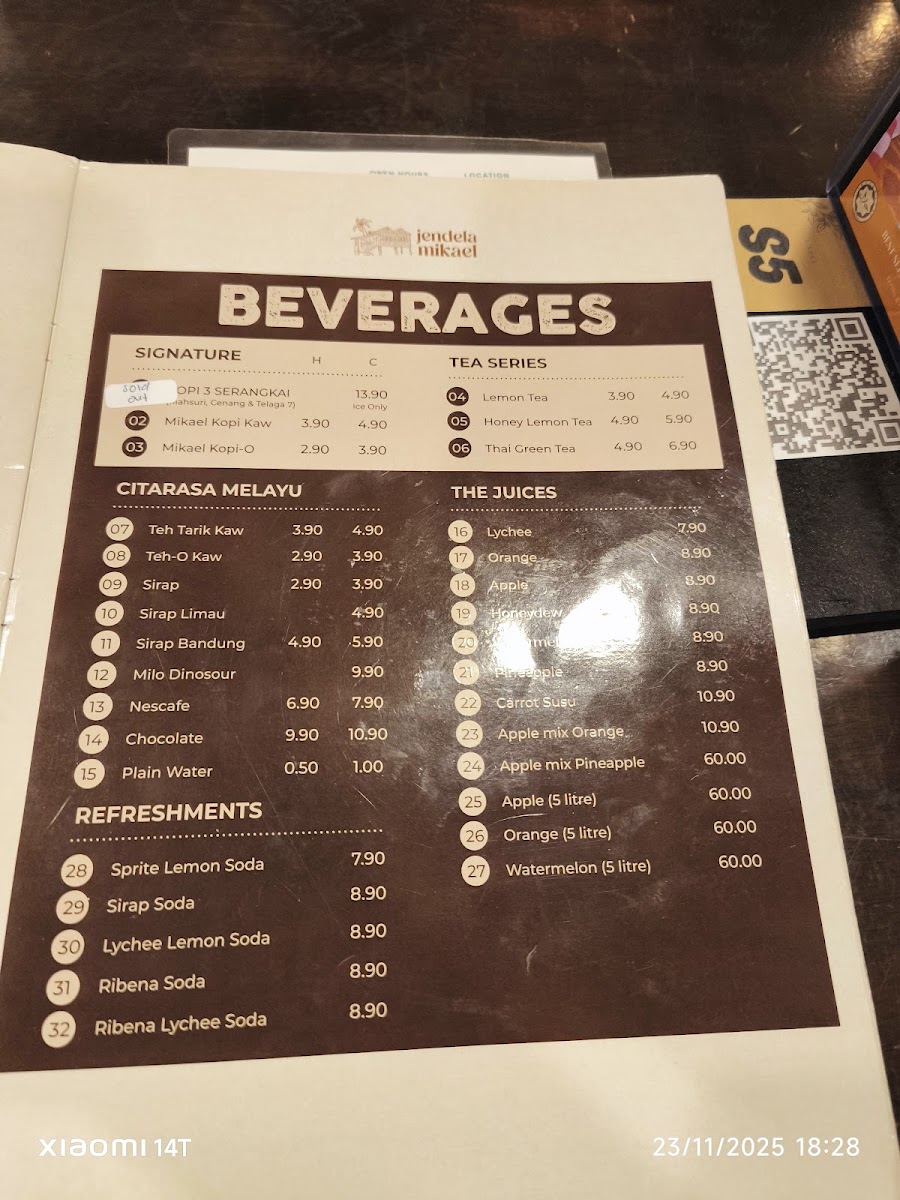 OPEN HOURS LOCATION
jendela
mikael
BEVERAGES
SIGNATURE H C
sold
out
KOPI 3 SERANGKAI 13.90
(Mahsuri, Cenang & Telaga 7) Ice Only
02 Mikael Kopi Kaw 3.90 4.90
03 Mikael Kopi-O 2.90 3.90
TEA SERIES
04 Lemon Tea 3.90 4.90
05 Honey Lemon Tea 4.90 5.90
06 Thai Green Tea 4.90 6.90
CITARASA MELAYU
07 Teh Tarik Kaw 3.90 4.90
08 Teh-O Kaw 2.90 3.90
09 Sirap 2.90 3.90
10 Sirap Limau 4.90
11 Sirap Bandung 4.90 5.90
12 Milo Dinosour 9.90
13 Nescafe 6.90 7.90
14 Chocolate 9.90 10.90
15 Plain Water 0.50 1.00
REFRESHMENTS
28 Sprite Lemon Soda 7.90
29 Sirap Soda 8.90
30 Lychee Lemon Soda 8.90
31 Ribena Soda 8.90
32 Ribena Lychee Soda 8.90
THE JUICES
16 Lychee 7.90
17 Orange 8.90
18 Apple 8.90
19 Honeydew 8.90
20 8.90
21 Pineapple 8.90
22 Carrot Susu 10.90
23 Apple mix Orange 10.90
24 Apple mix Pineapple 60.00
25 Apple (5 litre) 60.00
26 Orange (5 litre) 60.00
27 Watermelon (5 litre) 60.00
S5
XIAOMI 14T
23/11/2025 18:28